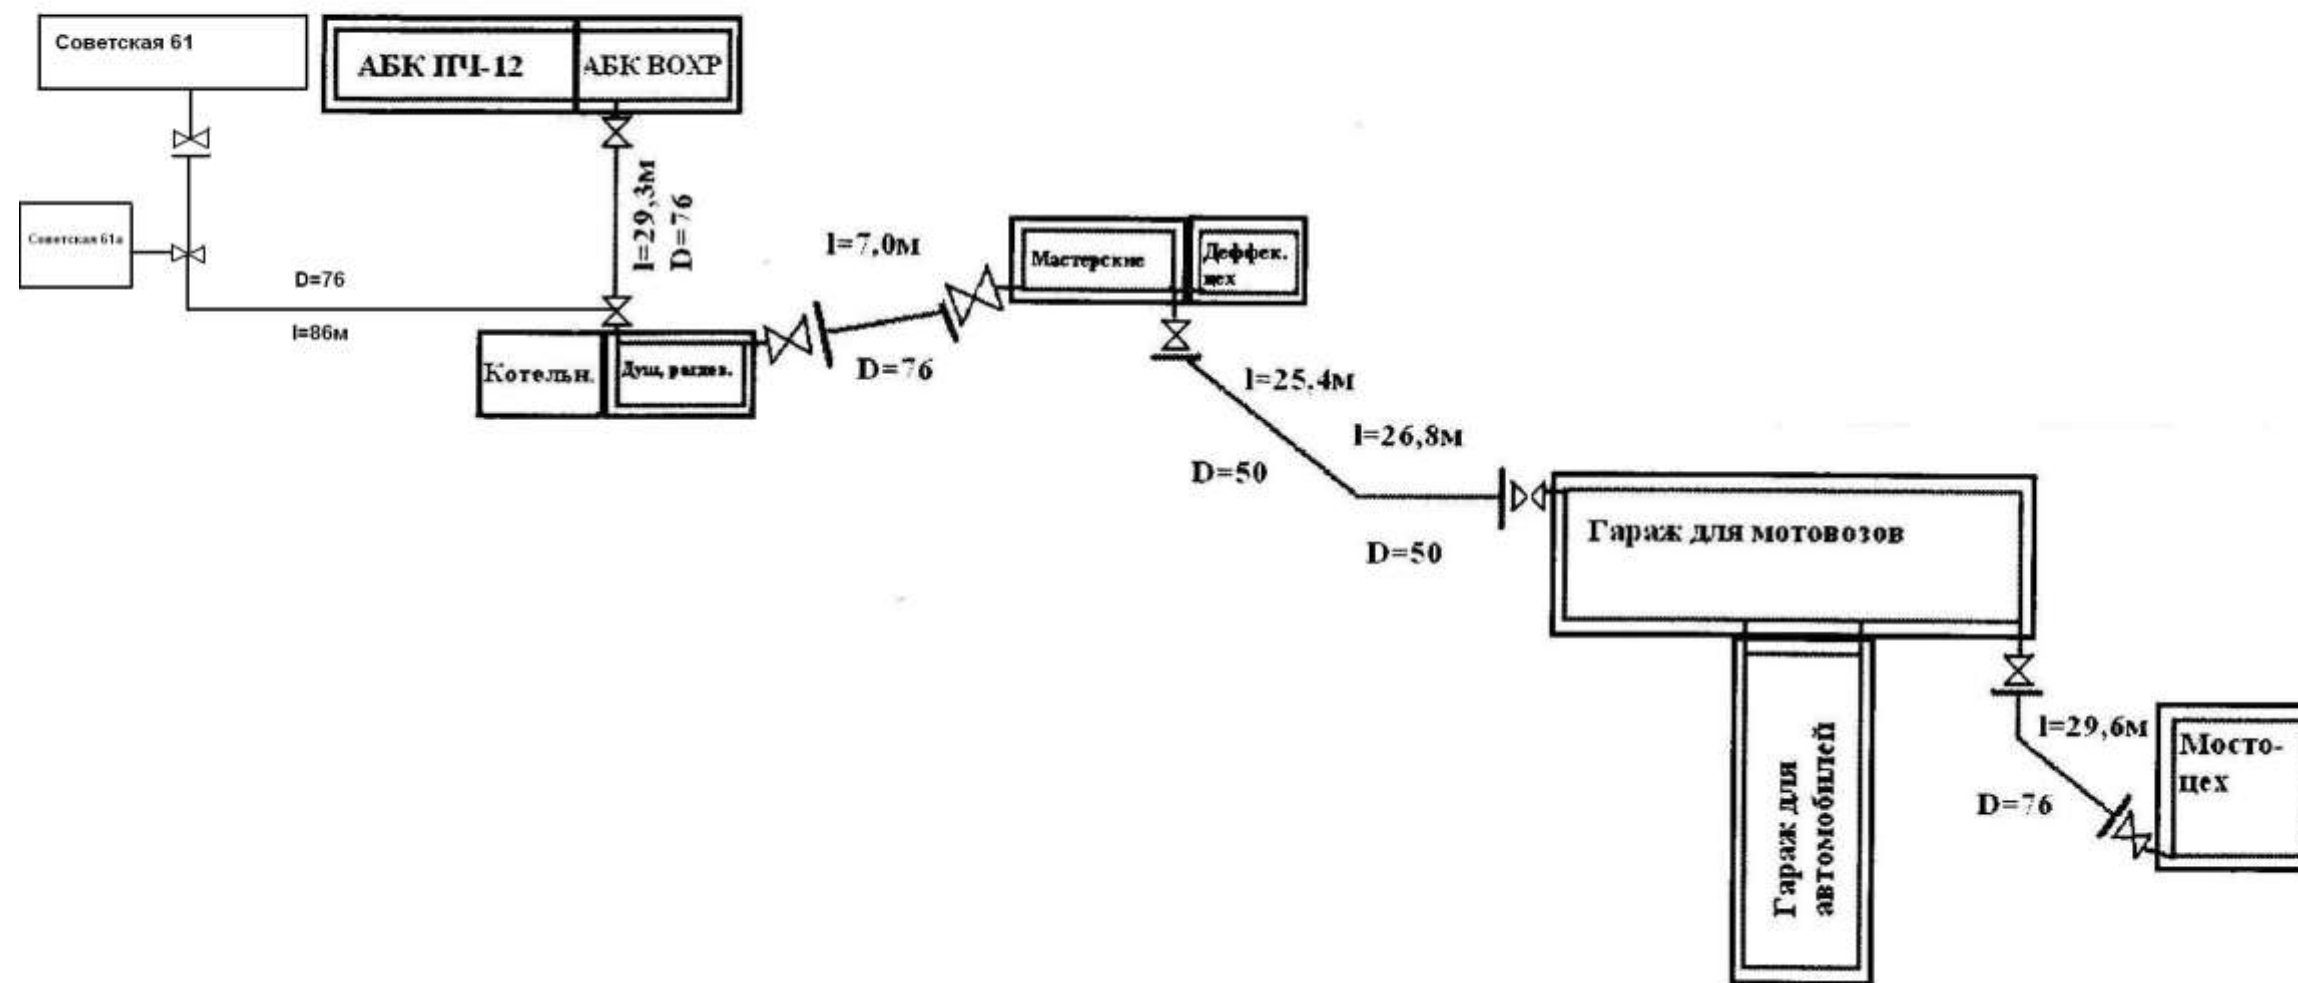 Советская 61
АБК ПЧ-12
АБК ВОХР
l=29,3м
D=76
Советская 61а
D=76
l=86м
l=7,0м
D=76
Мастерские
Деффек.
цех
Котельн.
Душ, раздев.
l=25,4м
D=50
l=26,8м
D=50
Гараж для мотовозов
Гараж для
автомобилей
l=29,6м
D=76
Мосто-
цех